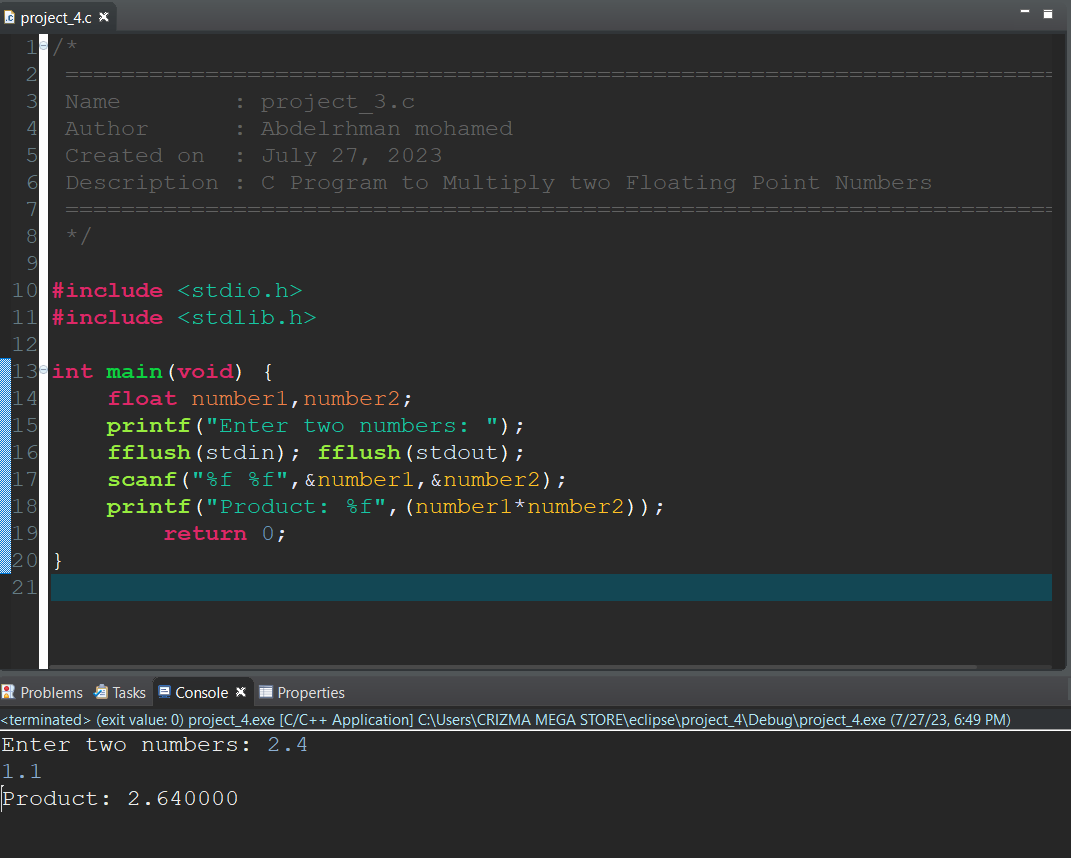 project_4.c
1 /*
2 ======================================================================
3 Name        : project_3.c
4 Author      : Abdelrhman mohamed
5 Created on  : July 27, 2023
6 Description : C Program to Multiply two Floating Point Numbers
7 ======================================================================
8 */
9
10 #include <stdio.h>
11 #include <stdlib.h>
12
13 int main(void) {
14     float number1,number2;
15     printf("Enter two numbers: ");
16     fflush(stdin); fflush(stdout);
17     scanf("%f %f",&number1,&number2);
18     printf("Product: %f",(number1*number2));
19         return 0;
20 }
21
Problems Tasks Console Properties
<terminated> (exit value: 0) project_4.exe [C/C++ Application] C:\Users\CRIZMA MEGA STORE\eclipse\project_4\Debug\project_4.exe (7/27/23, 6:49 PM)
Enter two numbers: 2.4
1.1
Product: 2.640000